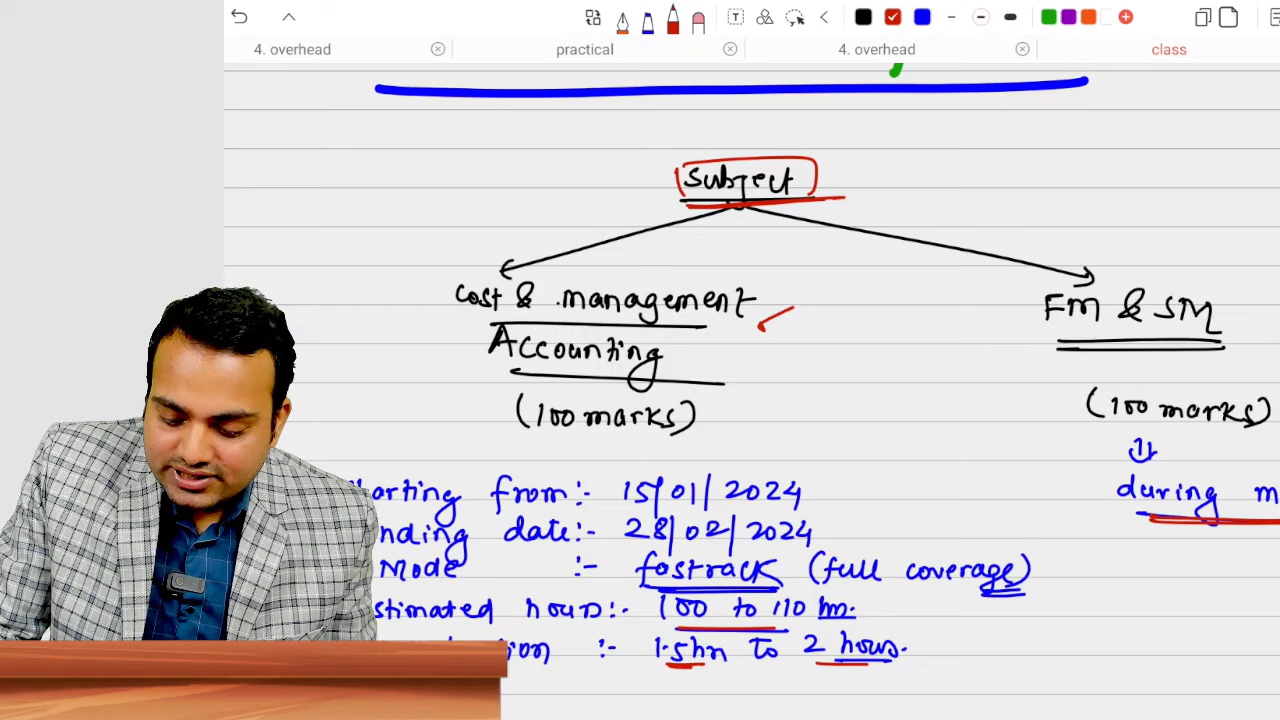 4. overhead
practical
4. overhead
class
Subject
Cost & management
Accounting
(100 marks)
FM & SM
(100 marks)
during
arting from:- 15/01/2024
nding date:- 28/02/2024
Mode :- fastrack (full coverage)
stimated hours:- 100 to 110 hrs.
ion :- 1.5hr to 2 hours.